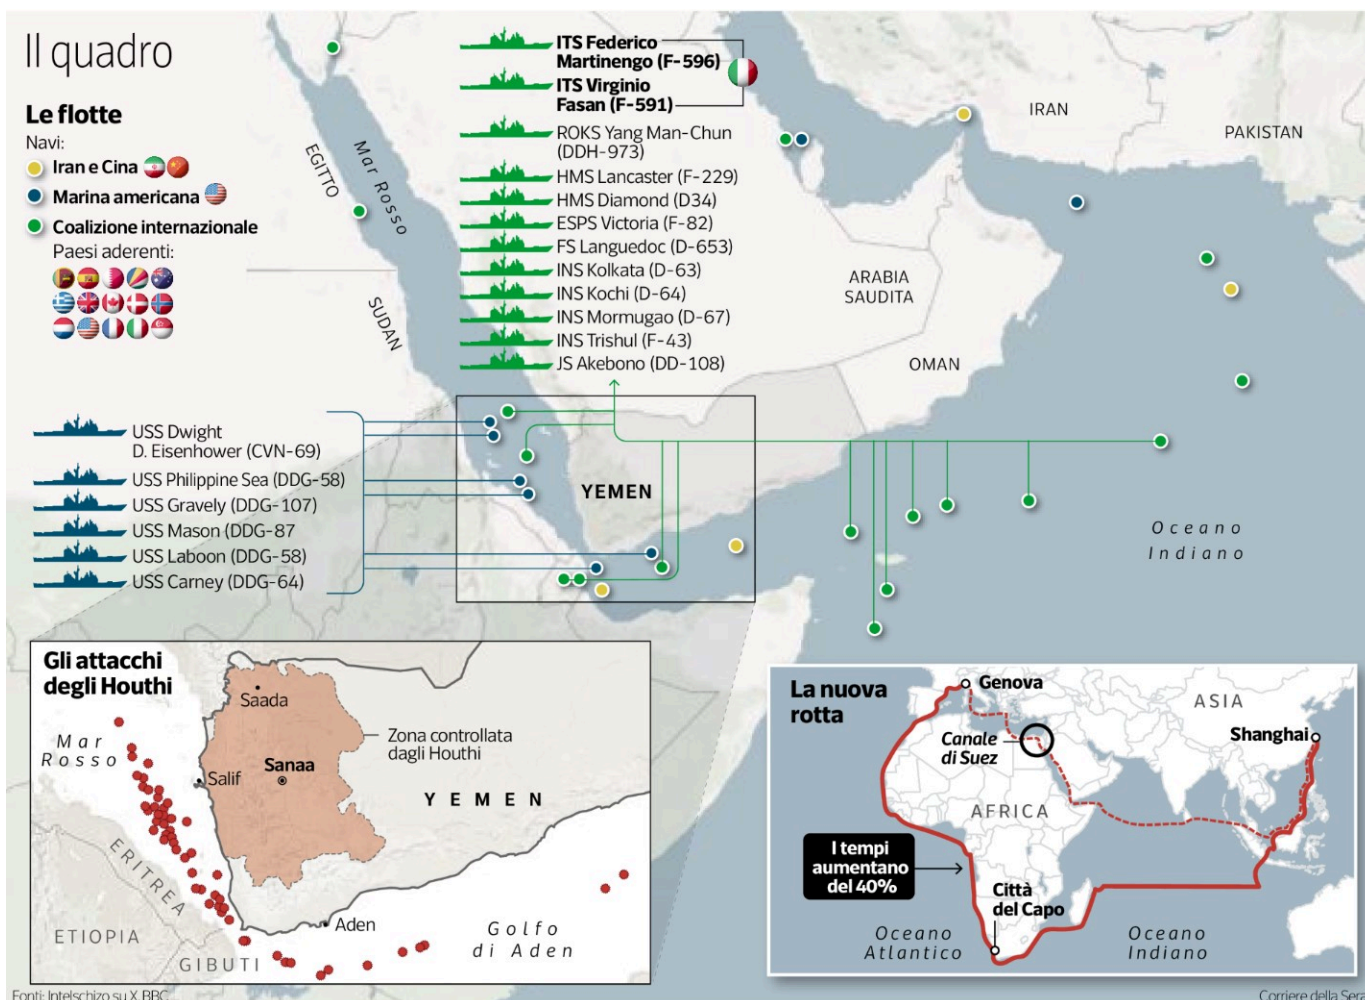 Il quadro
Le flotte
Navi:
Iran e Cina
Marina americana
Coalizione internazionale
Paesi aderenti:
ITS Federico
Martinengo (F-596)
ITS Virginio
Fasan (F-591)
ROKS Yang Man-Chun
(DDH-973)
HMS Lancaster (F-229)
HMS Diamond (D34)
ESPS Victoria (F-82)
FS Languedoc (D-653)
INS Kolkata (D-63)
INS Kochi (D-64)
INS Mormugao (D-67)
INS Trishul (F-43)
JS Akebono (DD-108)
EGITTO
Mar Rosso
SUDAN
IRAN
PAKISTAN
ARABIA
SAUDITA
OMAN
YEMEN
Oceano
Indiano
USS Dwight
D. Eisenhower (CVN-69)
USS Philippine Sea (DDG-58)
USS Gravely (DDG-107)
USS Mason (DDG-87
USS Laboon (DDG-58)
USS Carney (DDG-64)
Gli attacchi
degli Houthi
Mar
Rosso
Saada
Zona controllata
dagli Houthi
Salif
Sanaa
YEMEN
ERITREA
ETIOPIA
GIBUTI
Aden
Golfo
di Aden
La nuova
rotta
Genova
ASIA
Canale
di Suez
Shanghai
AFRICA
I tempi
aumentano
del 40%
Città
del Capo
Oceano
Atlantico
Oceano
Indiano
Fonti: Intelschizo su X, BBC
Corriere della Sera